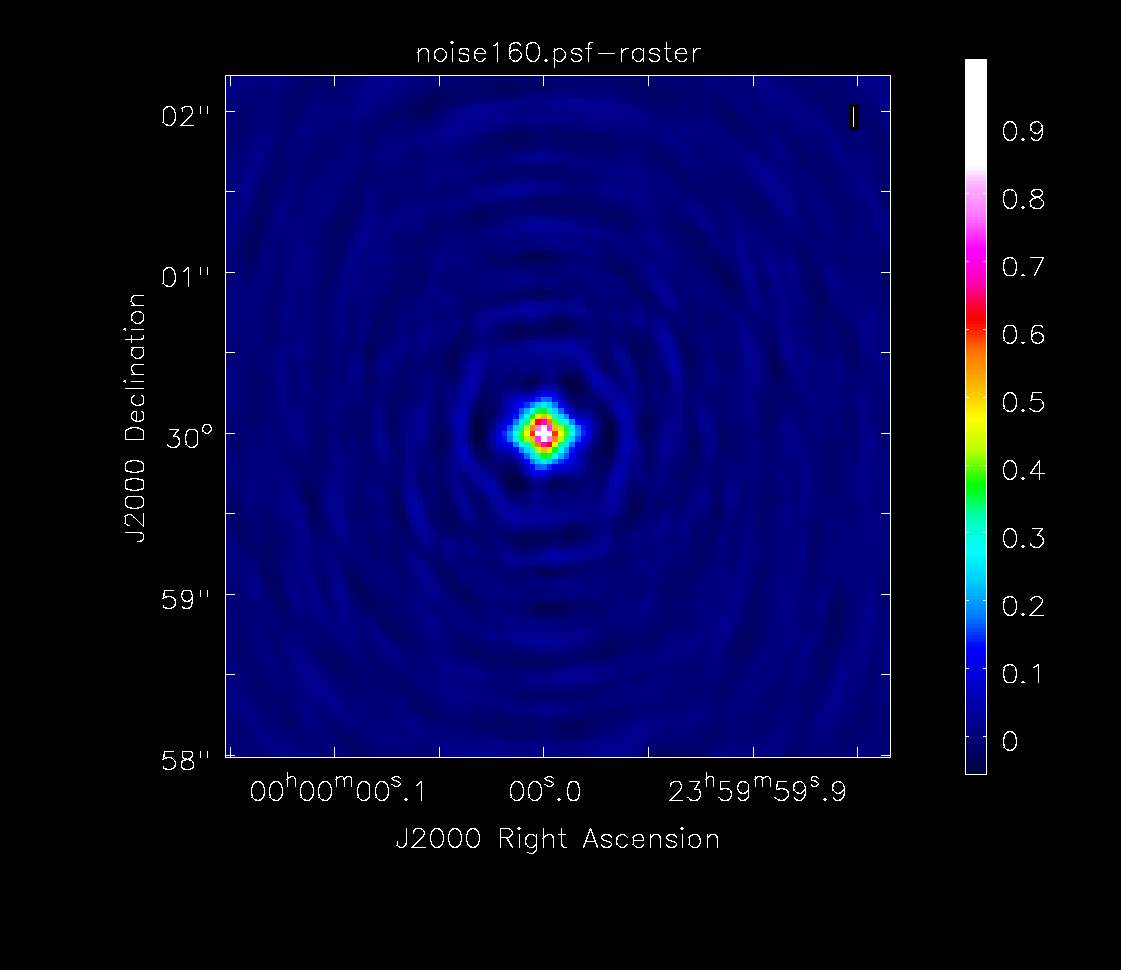 noise160.psf-raster
02"
01"
30°
59"
58"
J2000 Declination
00ʰ00ᵐ00ˢ.1
00ˢ.0
23ʰ59ᵐ59ˢ.9
J2000 Right Ascension
I
0.9
0.8
0.7
0.6
0.5
0.4
0.3
0.2
0.1
0